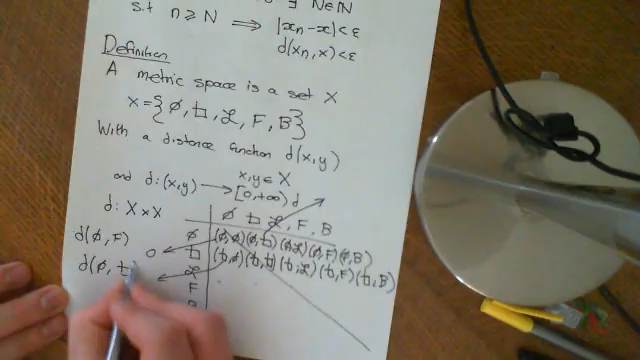 ∃ N∈ℕ
s.t n ≥ N ⟹ |xn-x|<ε
d(xn,x)<ε
Definition
A metric space is a set X
X={φ, ㄣ, L, F, B}
With a distance function d(x,y)
x,y ∈ X
and d:(x,y) ⟶ [0,+∞)
d: X × X
d
φ ㄣ L, F, B
d(φ,F)
φ (φ,φ)(φ,ㄣ)(φ,L)(φ,F)(φ,B)
0
ㄣ (ㄣ,φ)(ㄣ,ㄣ)(ㄣ,L)(ㄣ,F)(ㄣ,B)
d(φ,ㄣ)
L
F